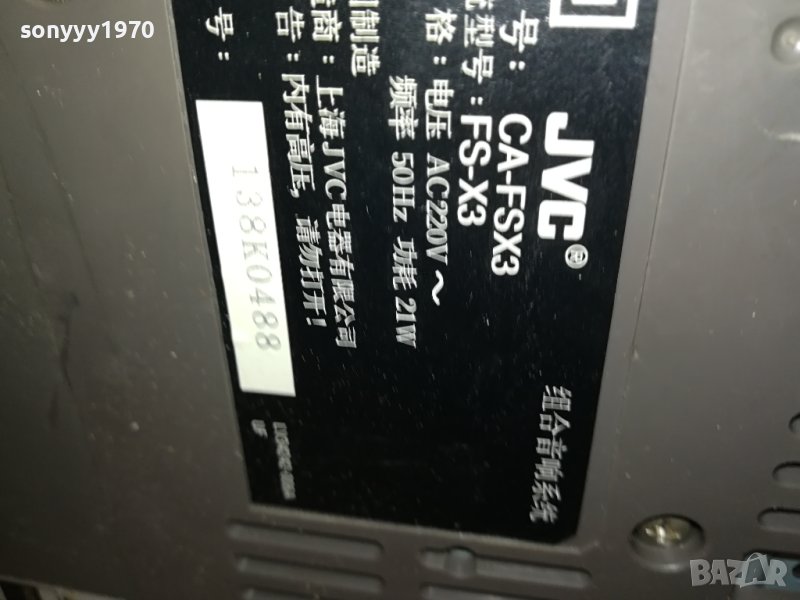 sonyyy1970
JVC®
组合音响系统
号: CA-FSX3
型号: FS-X3
格: 电压 AC220V ~
频率 50Hz 功耗 21W
制造
商: 上海JVC电器有限公司
告: 内有高压, 请勿打开!
号:
138K0488
BAZAR